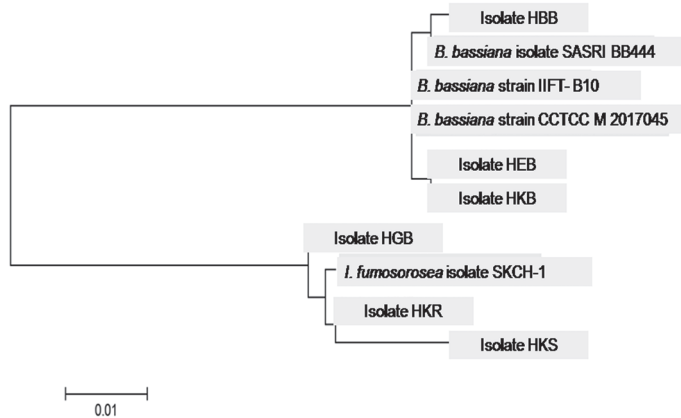 Isolate HBB
B. bassiana isolate SASRI BB444
B. bassiana strain IIFT- B10
B. bassiana strain CCTCC M 2017045
Isolate HEB
Isolate HKB
Isolate HGB
I. fumosorosea isolate SKCH-1
Isolate HKR
Isolate HKS
0.01